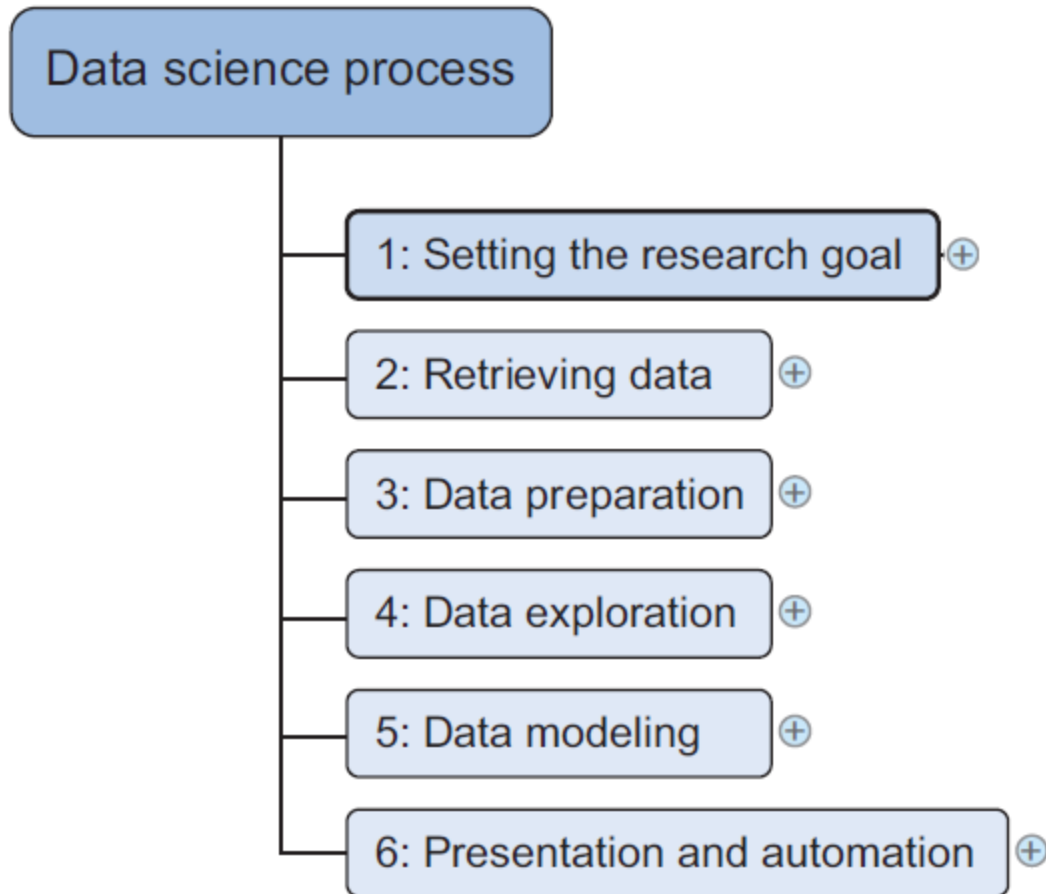 Data science process
1: Setting the research goal
2: Retrieving data
3: Data preparation
4: Data exploration
5: Data modeling
6: Presentation and automation